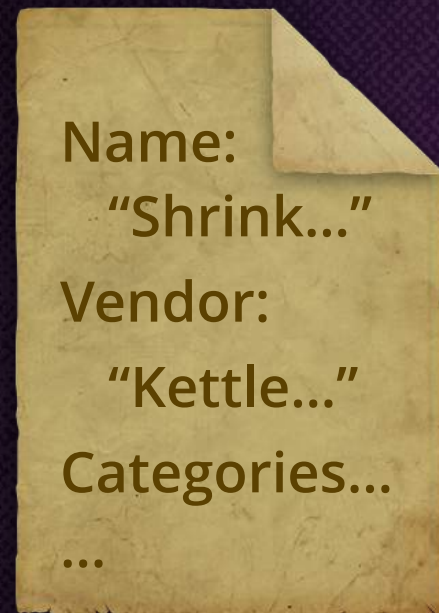 Name:
“Shrink...”
Vendor:
“Kettle...”
Categories...
...